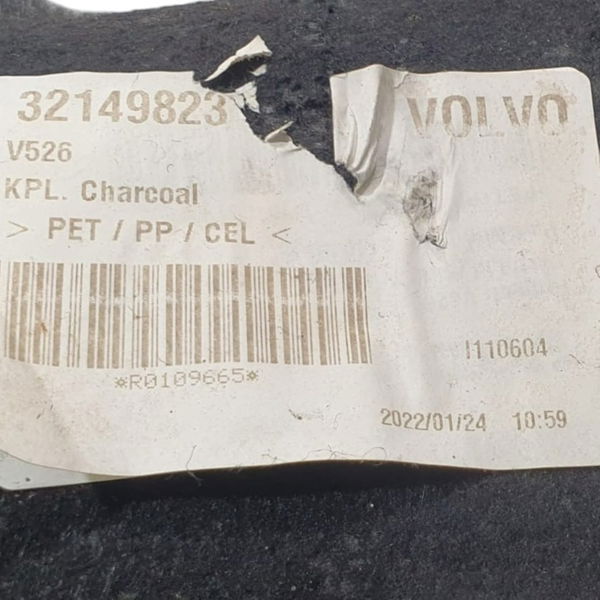 32149823 VOLVO
V526
KPL. Charcoal
> PET / PP / CEL <
I110604
*R0109665*
2022/01/24 10:59